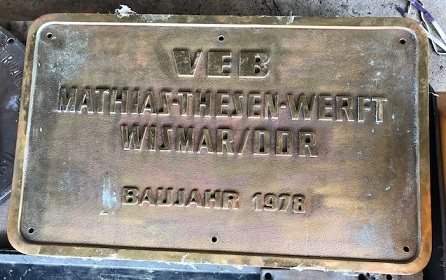 VEB
MATHIAS-THESEN-WERFT
WISMAR/DDR
BAUJAHR 1978